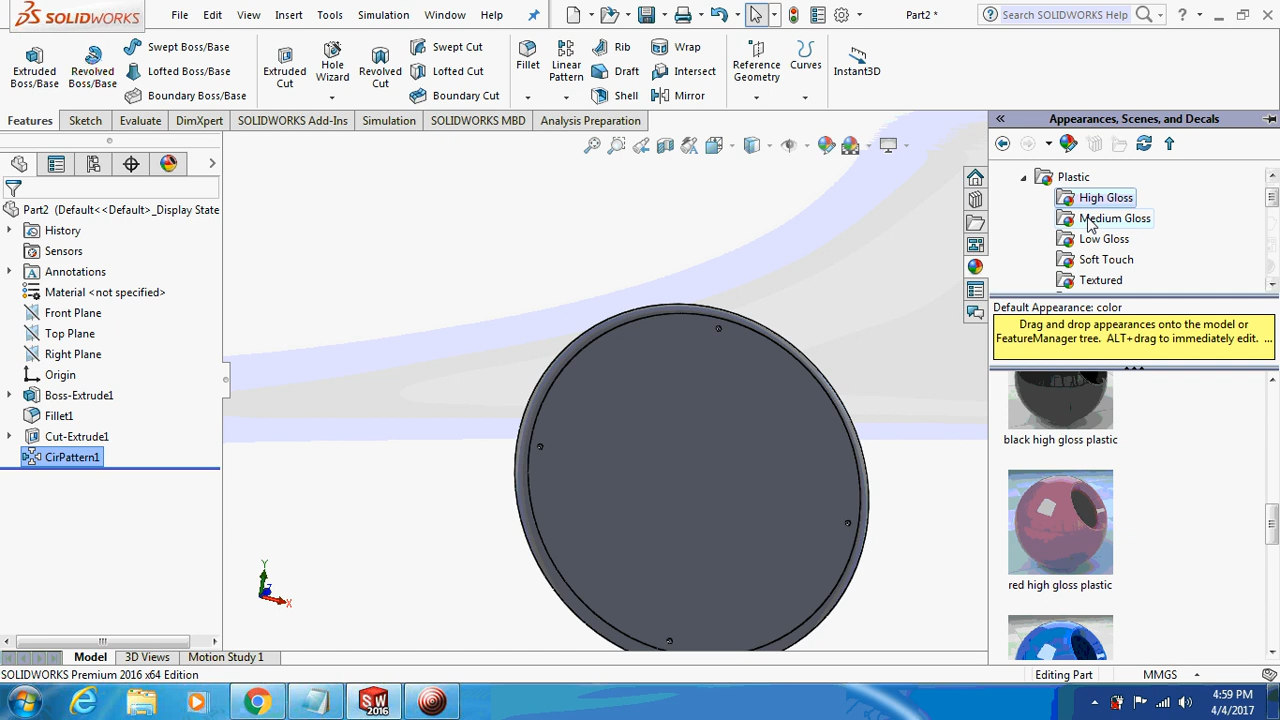 SOLIDWORKS
File
Edit
View
Insert
Tools
Simulation
Window
Help
Part2 *
Search SOLIDWORKS Help
Extruded Boss/Base
Revolved Boss/Base
Swept Boss/Base
Lofted Boss/Base
Boundary Boss/Base
Extruded Cut
Hole Wizard
Revolved Cut
Swept Cut
Lofted Cut
Boundary Cut
Fillet
Linear Pattern
Rib
Draft
Shell
Wrap
Intersect
Mirror
Reference Geometry
Curves
Instant3D
Features
Sketch
Evaluate
DimXpert
SOLIDWORKS Add-Ins
Simulation
SOLIDWORKS MBD
Analysis Preparation
Part2 (Default<<Default>_Display State
History
Sensors
Annotations
Material <not specified>
Front Plane
Top Plane
Right Plane
Origin
Boss-Extrude1
Fillet1
Cut-Extrude1
CirPattern1
Y
Z
X
Appearances, Scenes, and Decals
Plastic
High Gloss
Medium Gloss
Low Gloss
Soft Touch
Textured
Default Appearance: color
Drag and drop appearances onto the model or
FeatureManager tree. ALT+drag to immediately edit. ...
black high gloss plastic
red high gloss plastic
Model
3D Views
Motion Study 1
SOLIDWORKS Premium 2016 x64 Edition
Editing Part
MMGS
SW
2016
4:59 PM
4/4/2017